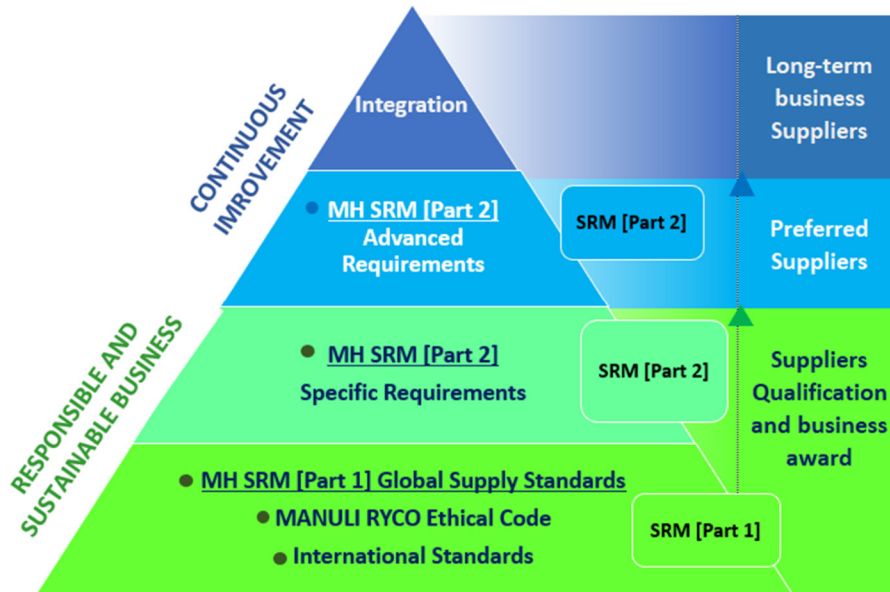 CONTINUOUS
IMROVEMENT
RESPONSIBLE AND
SUSTAINABLE BUSINESS
Integration
Long-term
business
Suppliers
MH SRM [Part 2]
Advanced
Requirements
SRM [Part 2]
Preferred
Suppliers
MH SRM [Part 2]
Specific Requirements
SRM [Part 2]
Suppliers
Qualification
and business
award
MH SRM [Part 1] Global Supply Standards
MANULI RYCO Ethical Code
International Standards
SRM [Part 1]